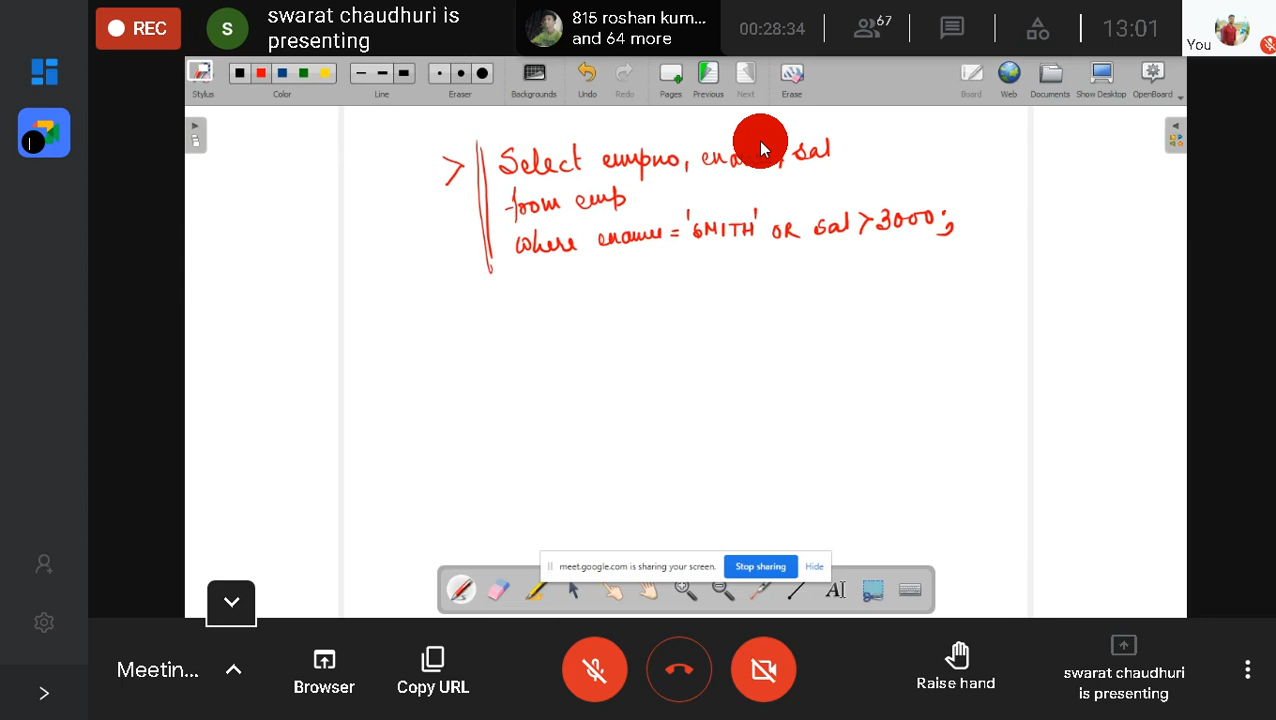 REC
S
swarat chaudhuri is presenting
815 roshan kum... and 64 more
00:28:34
67
13:01
You
Stylus
Color
Line
Eraser
Backgrounds
Undo
Redo
Pages
Previous
Next
Erase
Board
Web
Documents
Show Desktop
OpenBoard
> Select empno, , sal
from emp
where ename = 'SMITH' OR sal > 3000;
meet.google.com is sharing your screen.
Stop sharing
Hide
AI
Meetin...
Browser
Copy URL
Raise hand
swarat chaudhuri is presenting